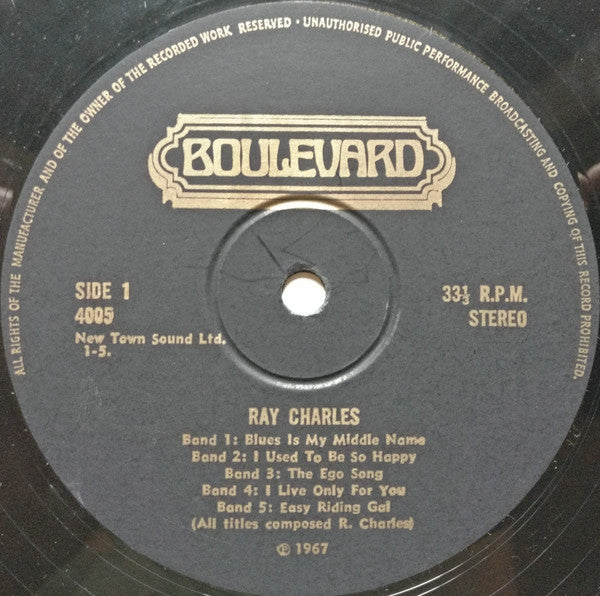 ALL RIGHTS OF THE MANUFACTURER AND OF THE OWNER OF THE RECORDED WORK RESERVED · UNAUTHORISED PUBLIC PERFORMANCE BROADCASTING AND COPYING OF THIS RECORD PROHIBITED.
BOULEVARD
SIDE 1
4005
New Town Sound Ltd.
1-5.
33⅓ R.P.M.
STEREO
RAY CHARLES
Band 1: Blues Is My Middle Name
Band 2: I Used To Be So Happy
Band 3: The Ego Song
Band 4: I Live Only For You
Band 5: Easy Riding Gal
(All titles composed R. Charles)
℗ 1967